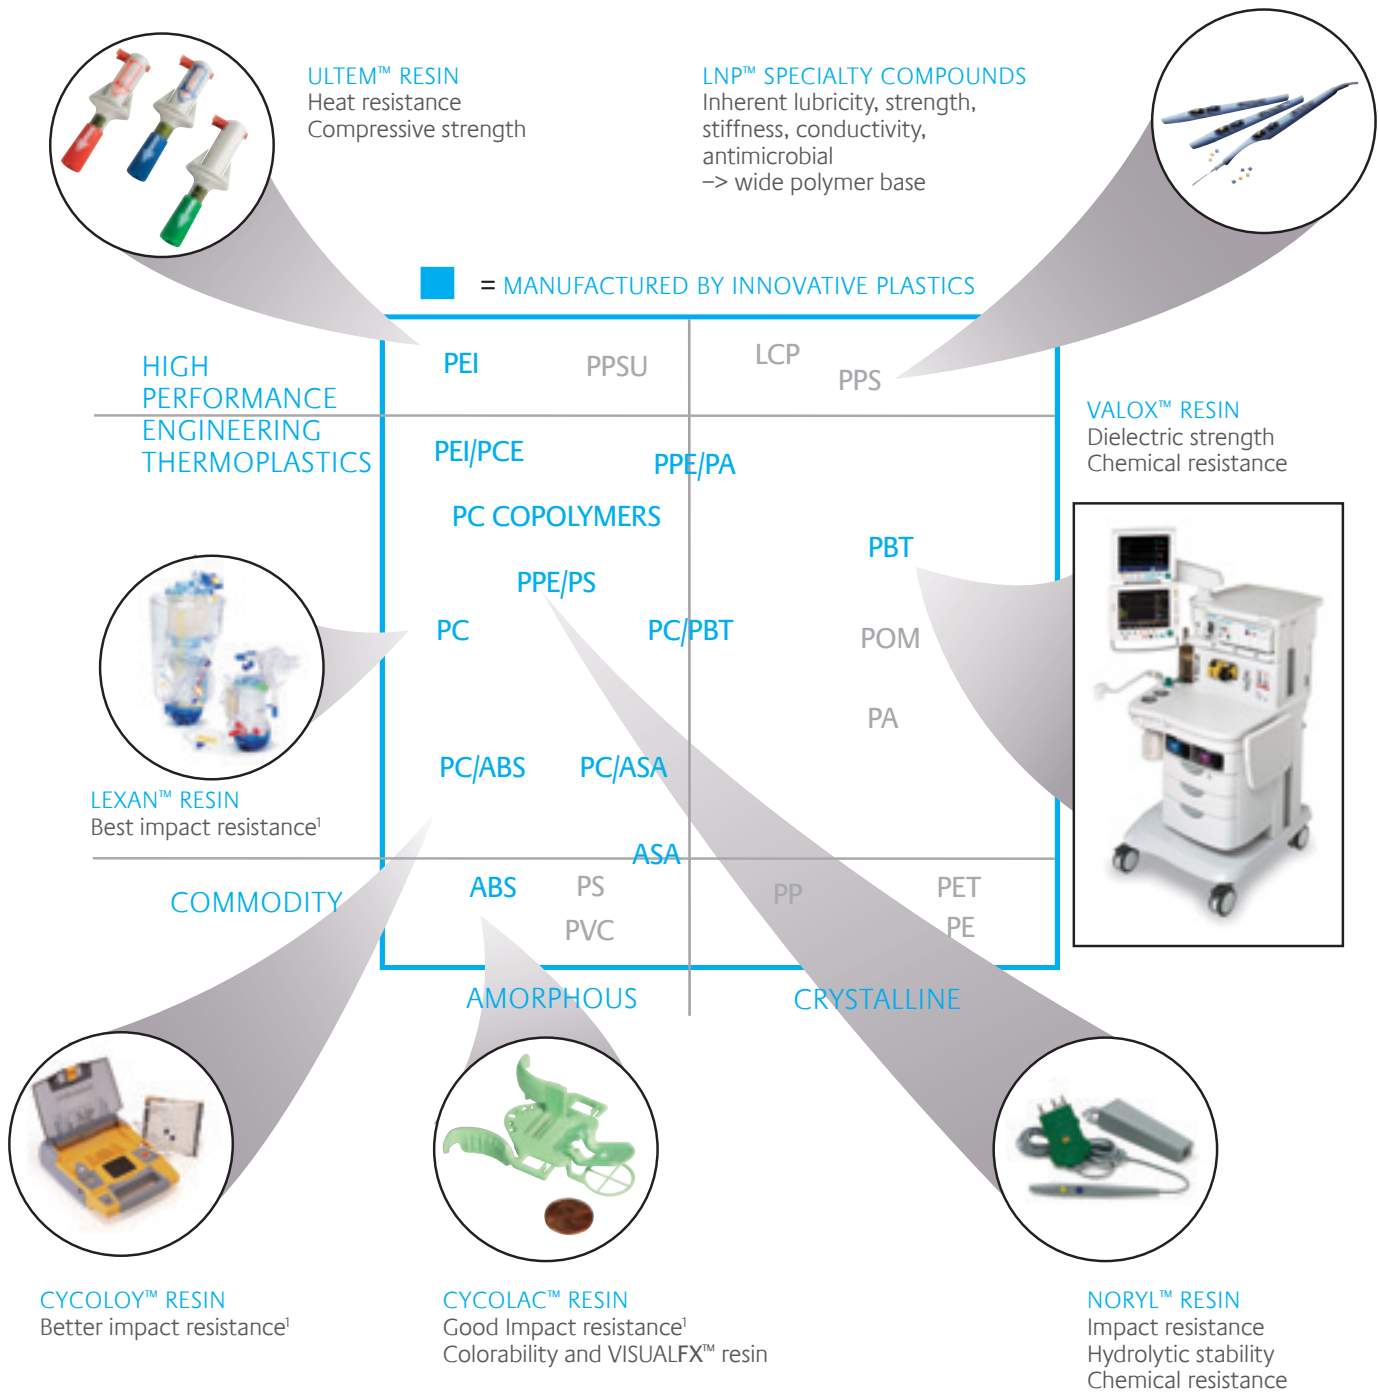 ULTEM™ RESIN
Heat resistance
Compressive strength
LNP™ SPECIALTY COMPOUNDS
Inherent lubricity, strength,
stiffness, conductivity,
antimicrobial
–> wide polymer base
= MANUFACTURED BY INNOVATIVE PLASTICS
HIGH
PERFORMANCE
ENGINEERING
THERMOPLASTICS
PEI
PPSU
LCP
PPS
PEI/PCE
PPE/PA
PC COPOLYMERS
PBT
PPE/PS
PC
PC/PBT
POM
PA
PC/ABS
PC/ASA
ASA
VALOX™ RESIN
Dielectric strength
Chemical resistance
LEXAN™ RESIN
Best impact resistance¹
COMMODITY
ABS
PS
PVC
PP
PET
PE
AMORPHOUS
CRYSTALLINE
CYCOLOY™ RESIN
Better impact resistance¹
CYCOLAC™ RESIN
Good Impact resistance¹
Colorability and VISUALFX™ resin
NORYL™ RESIN
Impact resistance
Hydrolytic stability
Chemical resistance